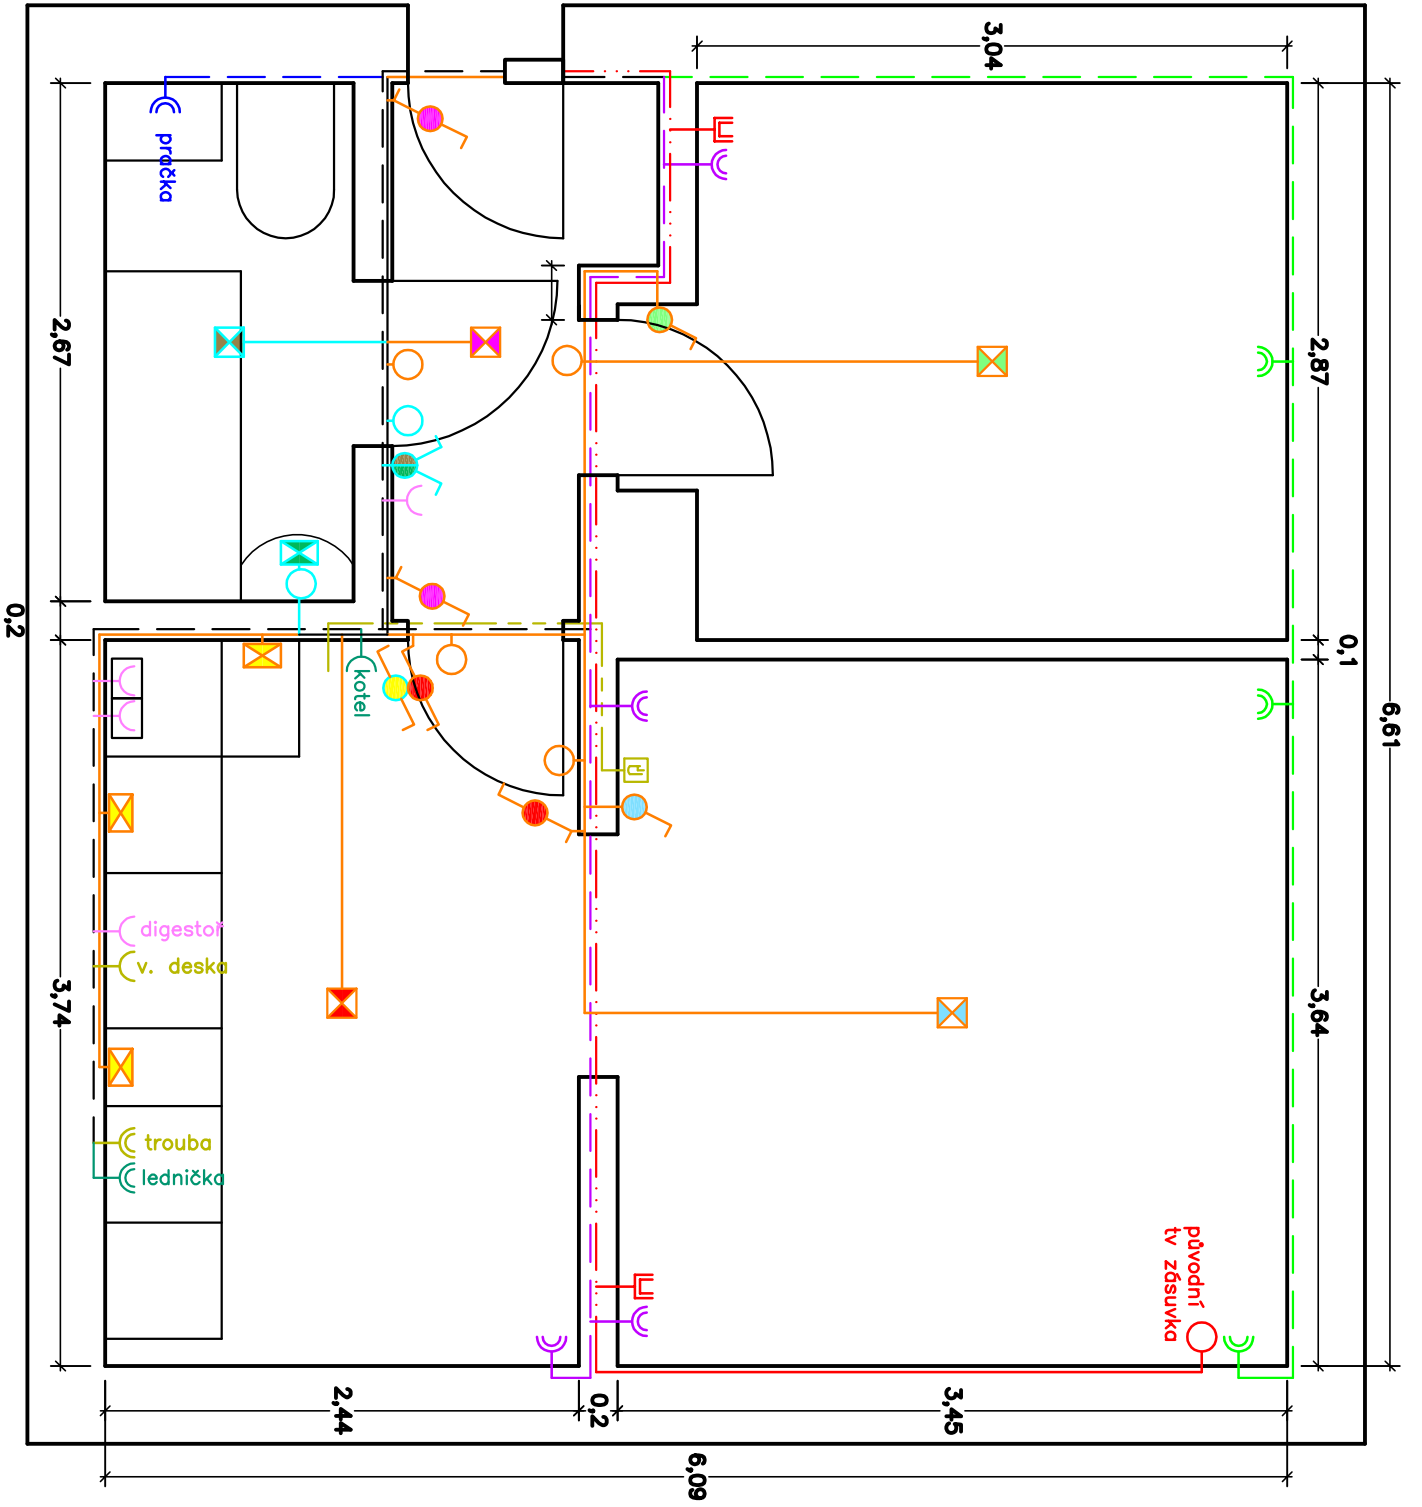 3,04
pračka
2,67
2,87
0,2
0,1
6,61
kotel
digestoř
v. deska
3,74
3,64
trouba
lednička
původní
tv zásuvka
2,44
0,2
3,45
6,09